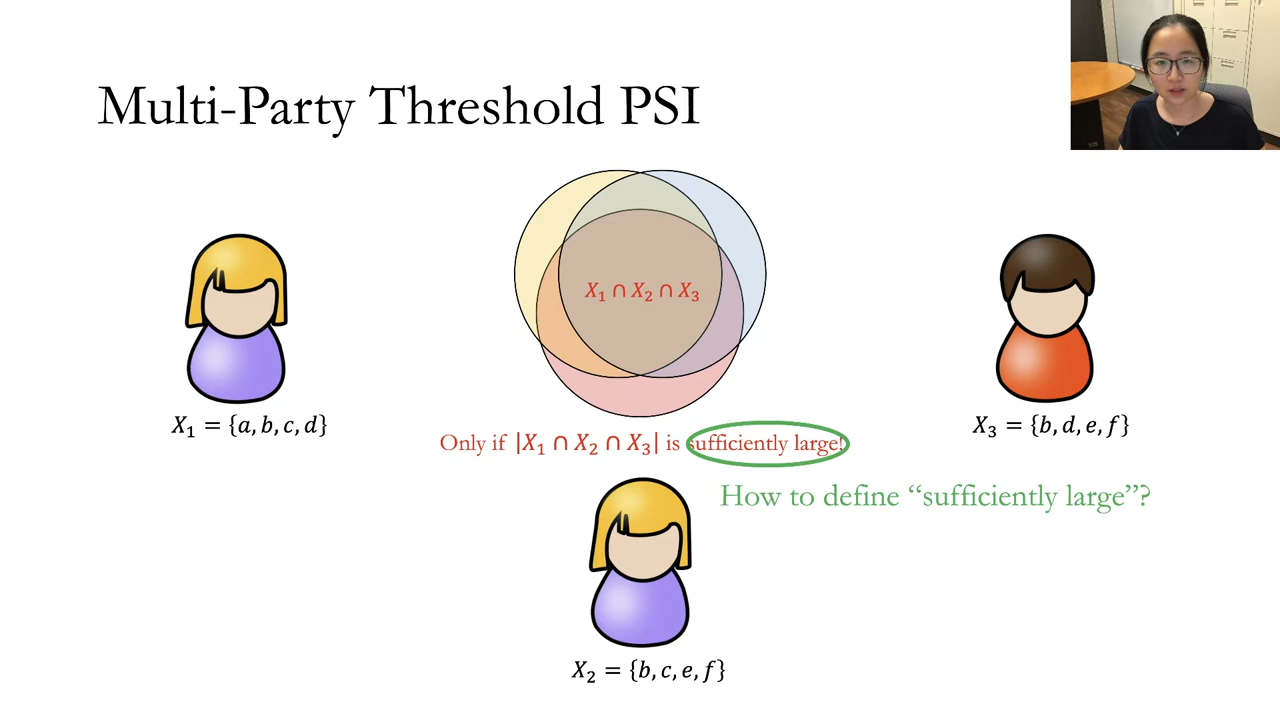 Multi-Party Threshold PSI
X₁ ∩ X₂ ∩ X₃
X₁ = {a, b, c, d}
X₃ = {b, d, e, f}
Only if |X₁ ∩ X₂ ∩ X₃| is sufficiently large!
How to define “sufficiently large”?
X₂ = {b, c, e, f}